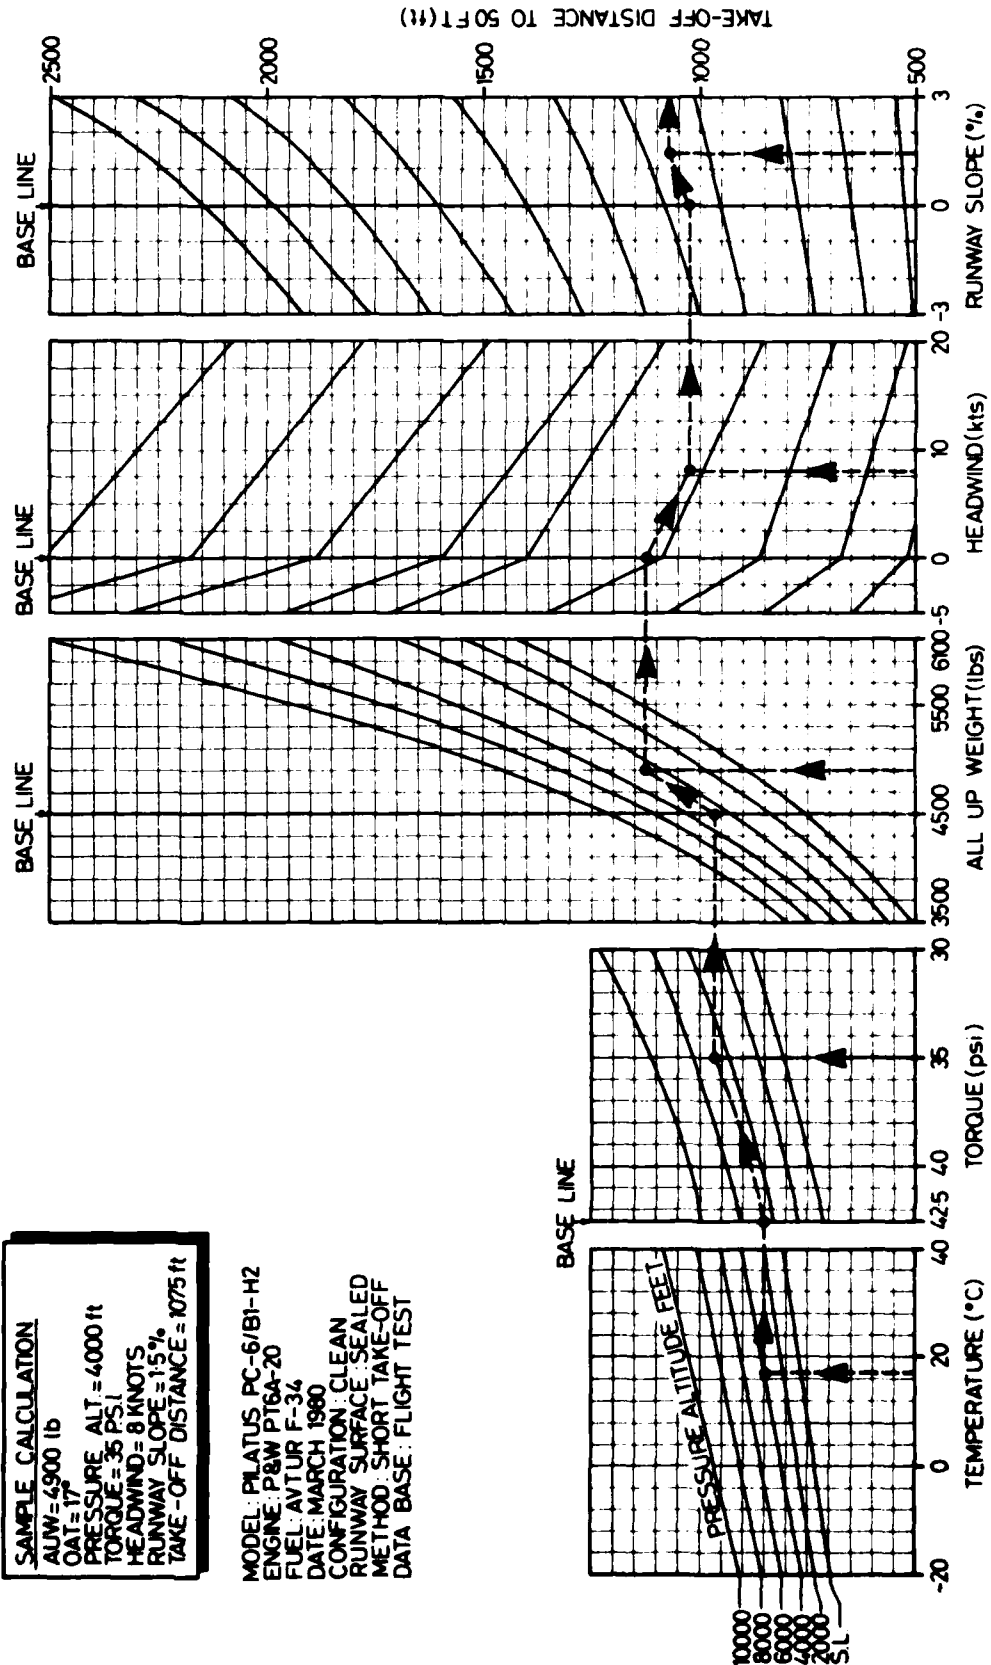 SAMPLE CALCULATION
AUW = 4900 lb
OAT = 17°
PRESSURE ALT. = 4000 ft
TORQUE = 35 P.S.I
HEADWIND = 8 KNOTS
RUNWAY SLOPE = 1·5%
TAKE-OFF DISTANCE = 1075 ft
MODEL: PILATUS PC-6/B1-H2
ENGINE: P&W PT6A-20
FUEL: AVTUR F-34
DATE: MARCH 1980
CONFIGURATION: CLEAN
RUNWAY SURFACE: SEALED
METHOD: SHORT TAKE-OFF
DATA BASE: FLIGHT TEST
PRESSURE ALTITUDE FEET
10000
8000
6000
4000
2000
S.L
-20 0 20 40
TEMPERATURE (°C)
BASE LINE
42·5 40 35 30
TORQUE (psi)
BASE LINE
3500 4500 5500 6100
ALL UP WEIGHT (lbs)
BASE LINE
-5 0 10 20
HEADWIND (kts)
BASE LINE
-3 0 3
RUNWAY SLOPE (%)
2500
2000
1500
1000
500
TAKE-OFF DISTANCE TO 50 FT (ft)